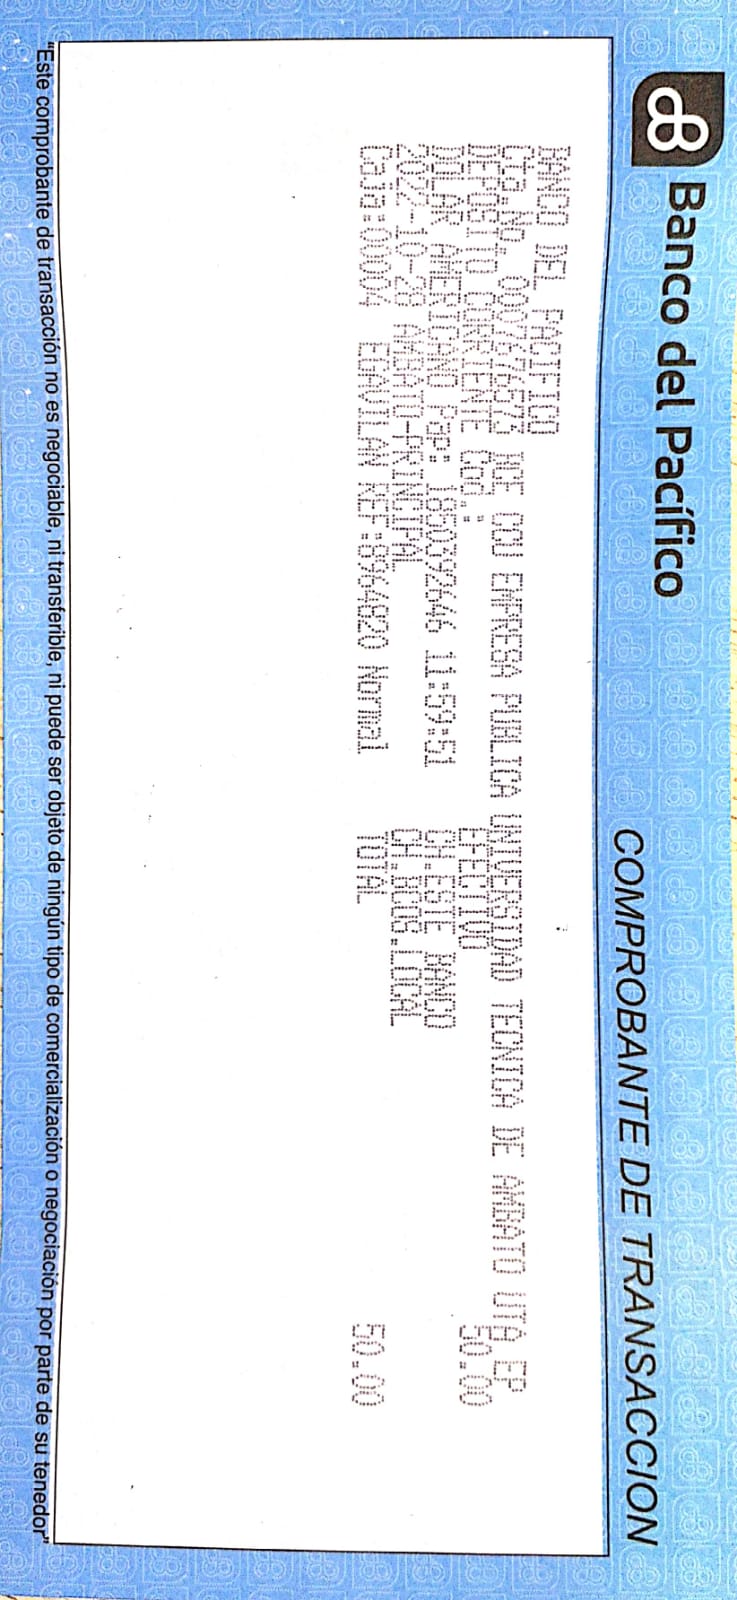 Banco del Pacífico
COMPROBANTE DE TRANSACCION
BANCO DEL PACIFICO
Cta.No. 0007676573 BCE CCU EMPRESA PUBLICA UNIVERSIDAD TECNICA DE AMBATO UTA EP
DEPOSITO CORRIENTE Cod.: EFECTIVO 50.00
DOLAR AMERICANO Pap: 1850392646 11:59:51 CH.ESTE BANCO
2022-10-28 AMBATO-PRINCIPAL CH.BCOS.LOCAL
Caja:00004 EGAVILAN REF:8964820 Normal TOTAL 50.00
"Este comprobante de transacción no es negociable, ni transferible, ni puede ser objeto de ningún tipo de comercialización o negociación por parte de su tenedor"